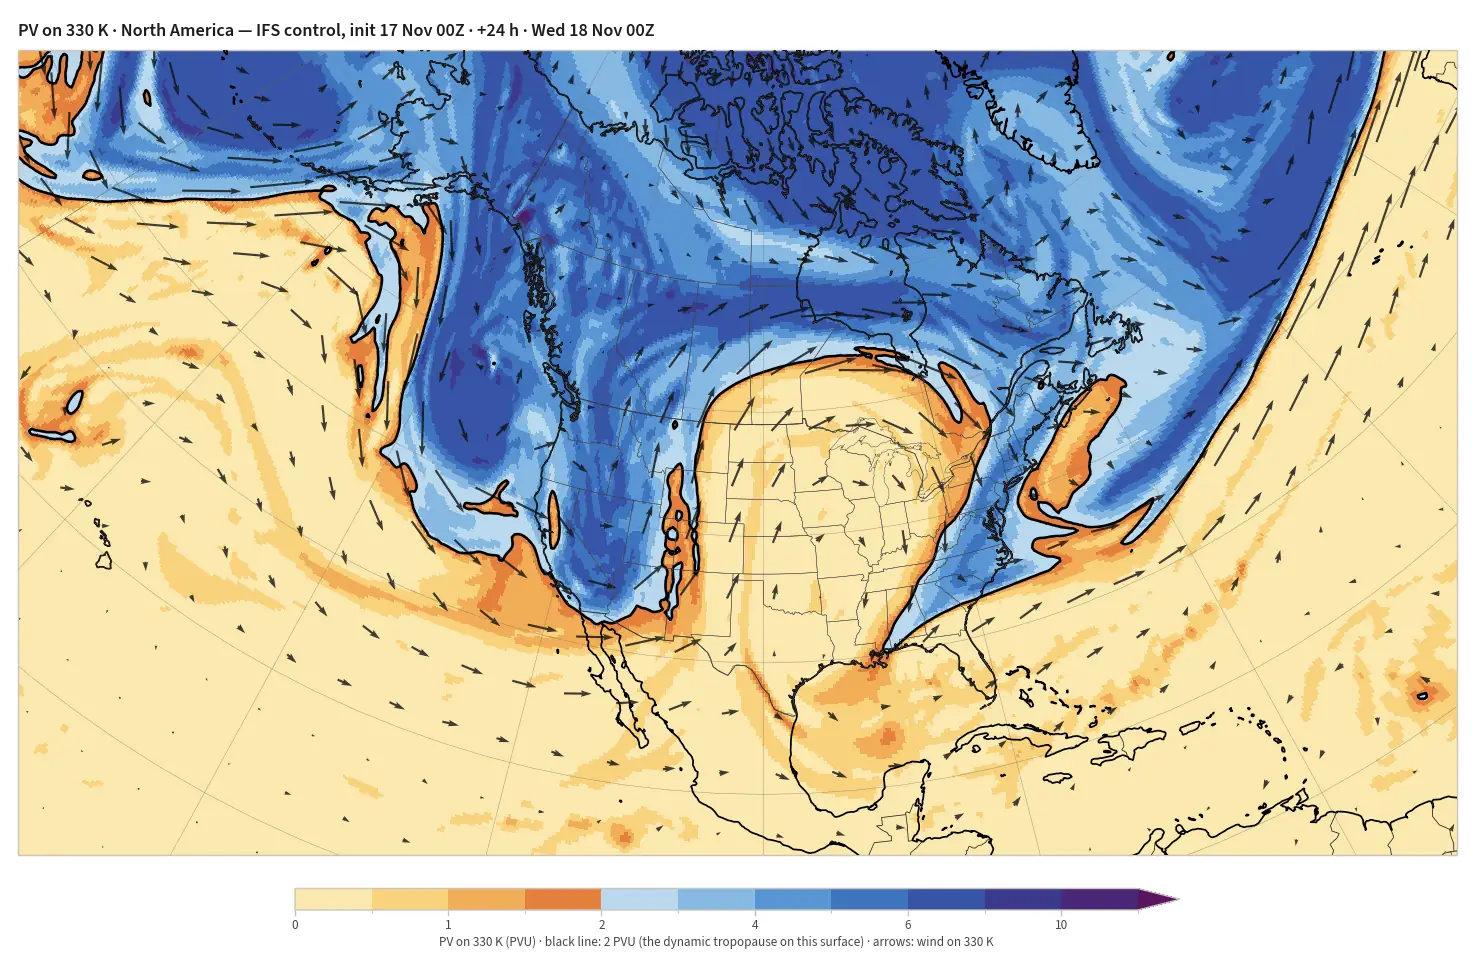 PV on 330 K · North America — IFS control, init 17 Nov 00Z · +24 h · Wed 18 Nov 00Z
0 1 2 4 6 10
PV on 330 K (PVU) · black line: 2 PVU (the dynamic tropopause on this surface) · arrows: wind on 330 K